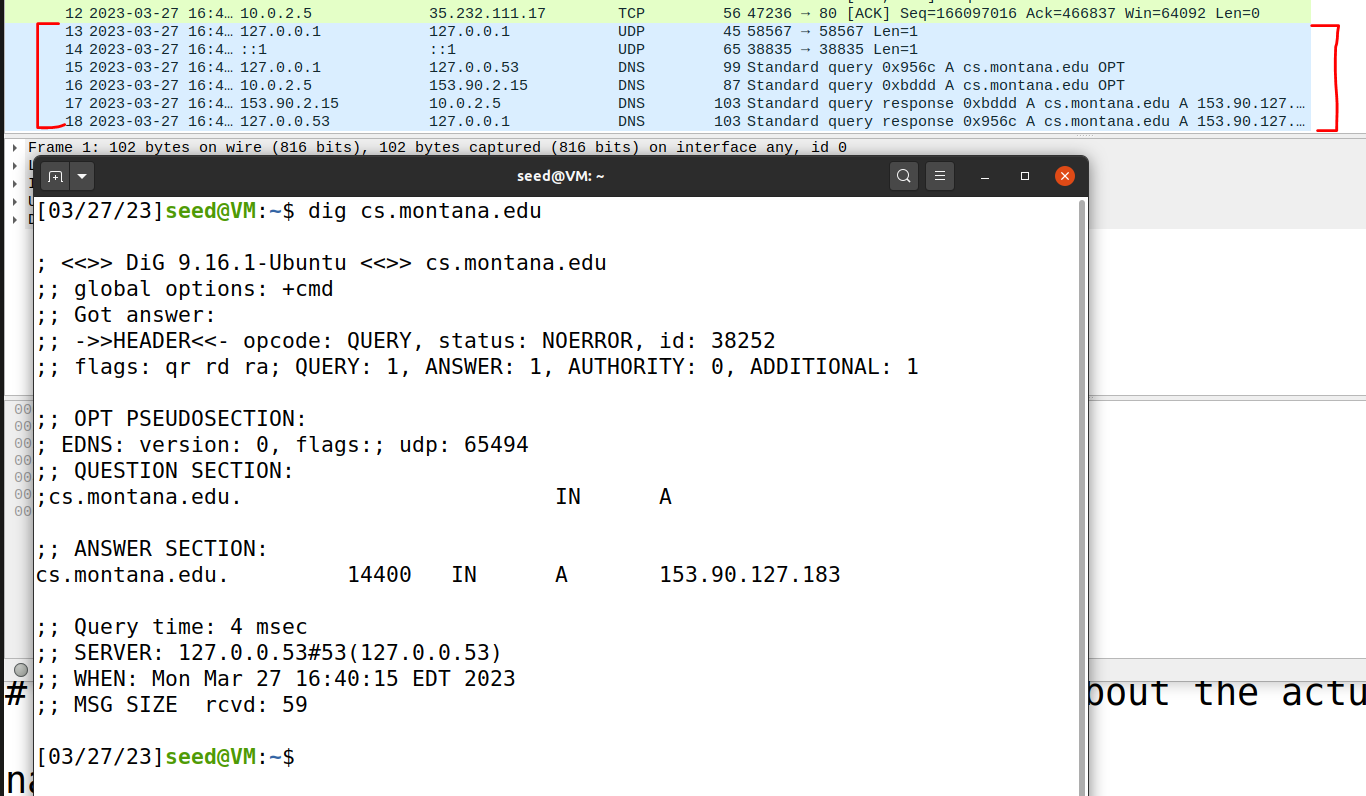 12 2023-03-27 16:4… 10.0.2.5 35.232.111.17 TCP 56 47236 → 80 [ACK] Seq=166097016 Ack=466837 Win=64092 Len=0
13 2023-03-27 16:4… 127.0.0.1 127.0.0.1 UDP 45 58567 → 58567 Len=1
14 2023-03-27 16:4… ::1 ::1 UDP 65 38835 → 38835 Len=1
15 2023-03-27 16:4… 127.0.0.1 127.0.0.53 DNS 99 Standard query 0x956c A cs.montana.edu OPT
16 2023-03-27 16:4… 10.0.2.5 153.90.2.15 DNS 87 Standard query 0xbddd A cs.montana.edu OPT
17 2023-03-27 16:4… 153.90.2.15 10.0.2.5 DNS 103 Standard query response 0xbddd A cs.montana.edu A 153.90.127.…
18 2023-03-27 16:4… 127.0.0.53 127.0.0.1 DNS 103 Standard query response 0x956c A cs.montana.edu A 153.90.127.…
Frame 1: 102 bytes on wire (816 bits), 102 bytes captured (816 bits) on interface any, id 0
seed@VM: ~
[03/27/23]seed@VM:~$ dig cs.montana.edu
; <<>> DiG 9.16.1-Ubuntu <<>> cs.montana.edu
;; global options: +cmd
;; Got answer:
;; ->>HEADER<<- opcode: QUERY, status: NOERROR, id: 38252
;; flags: qr rd ra; QUERY: 1, ANSWER: 1, AUTHORITY: 0, ADDITIONAL: 1
;; OPT PSEUDOSECTION:
; EDNS: version: 0, flags:; udp: 65494
;; QUESTION SECTION:
;cs.montana.edu. IN A
;; ANSWER SECTION:
cs.montana.edu. 14400 IN A 153.90.127.183
;; Query time: 4 msec
;; SERVER: 127.0.0.53#53(127.0.0.53)
;; WHEN: Mon Mar 27 16:40:15 EDT 2023
;; MSG SIZE rcvd: 59
[03/27/23]seed@VM:~$
00
00
00
00
00
00
00
# bout the actu